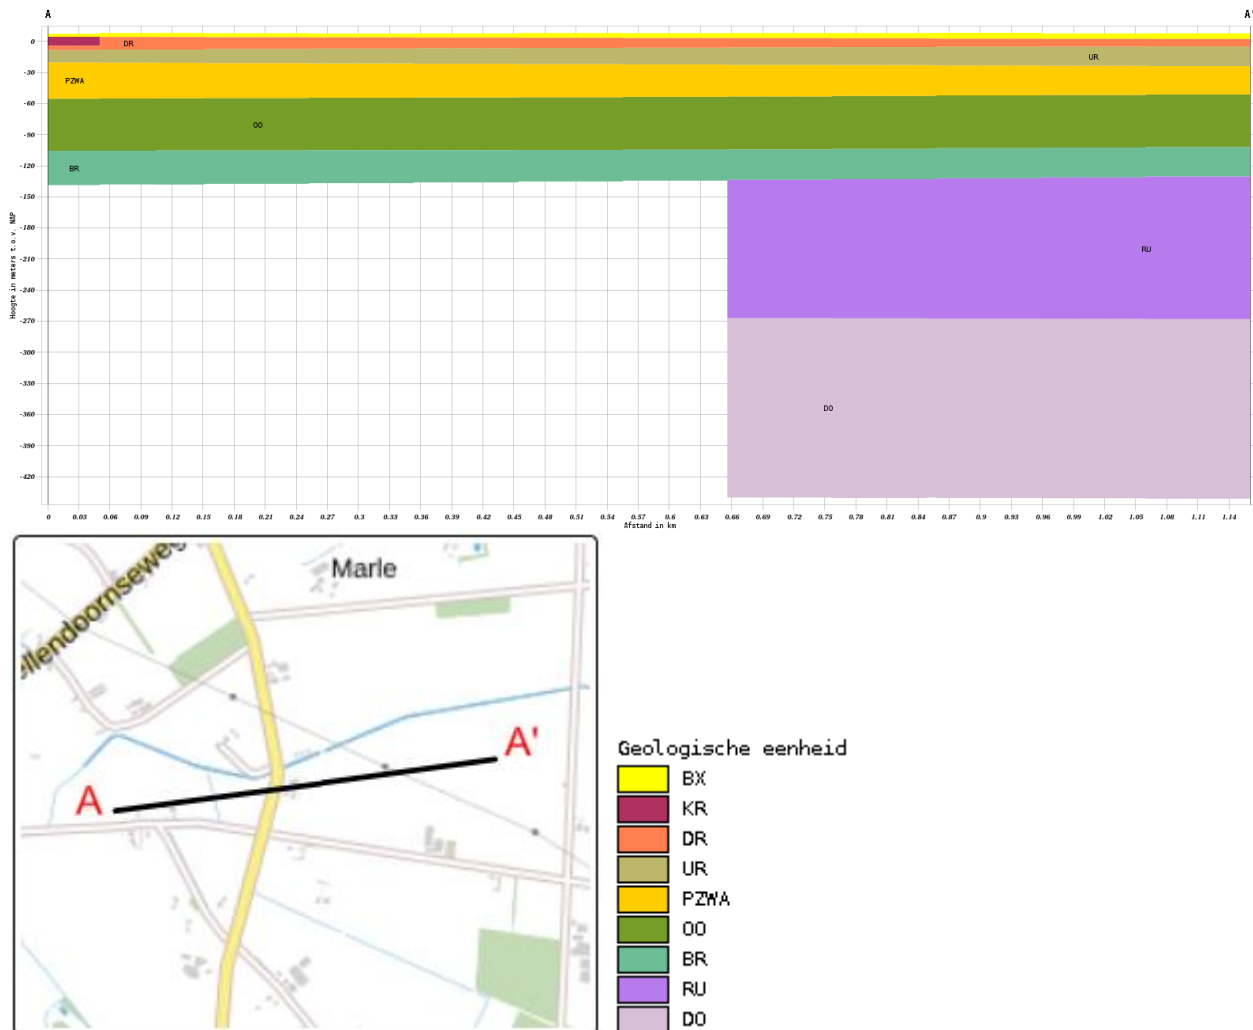 A A'
0
DR
UR
-30
PZWA
-60
OO
-90
-120
BR
-150
-180
-210
-240
RU
-270
-300
-330
-360
DO
-390
-420
Hoogte in meters t.o.v. NAP
0 0.03 0.06 0.09 0.12 0.15 0.18 0.21 0.24 0.27 0.3 0.33 0.36 0.39 0.42 0.45 0.48 0.51 0.54 0.57 0.6 0.63 0.66 0.69 0.72 0.75 0.78 0.81 0.84 0.87 0.9 0.93 0.96 0.99 1.02 1.05 1.08 1.11 1.14
Afstand in km
ellendoornseweg
Marle
A
A'
Geologische eenheid
BX
KR
DR
UR
PZWA
OO
BR
RU
DO